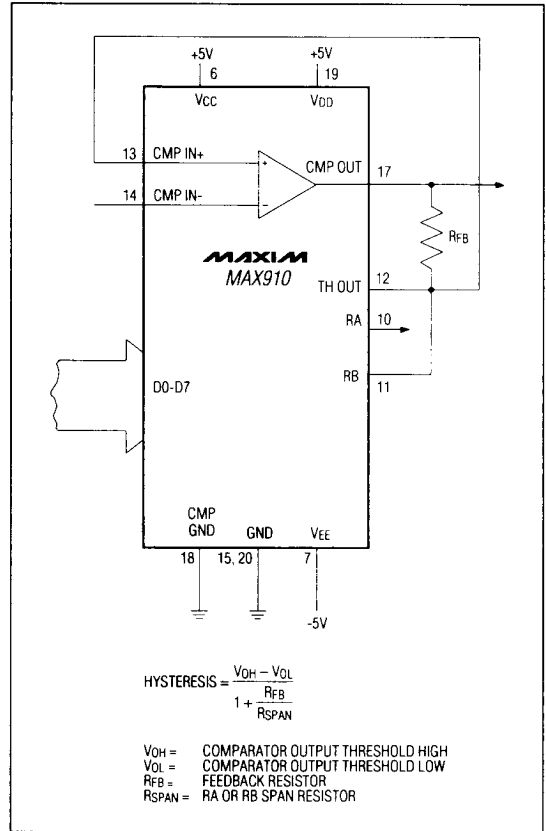 +5V +5V
6 19
VCC VDD
13 CMP IN+ CMP OUT 17
+
14 CMP IN-
−
RFB
MAXIM
MAX910
TH OUT 12
RA 10
RB
11
D0-D7
CMP
GND GND VEE
18 15, 20 7
-5V
HYSTERESIS = VOH − VOL
1 + RFB
RSPAN
VOH = COMPARATOR OUTPUT THRESHOLD HIGH
VOL = COMPARATOR OUTPUT THRESHOLD LOW
RFB = FEEDBACK RESISTOR
RSPAN = RA OR RB SPAN RESISTOR